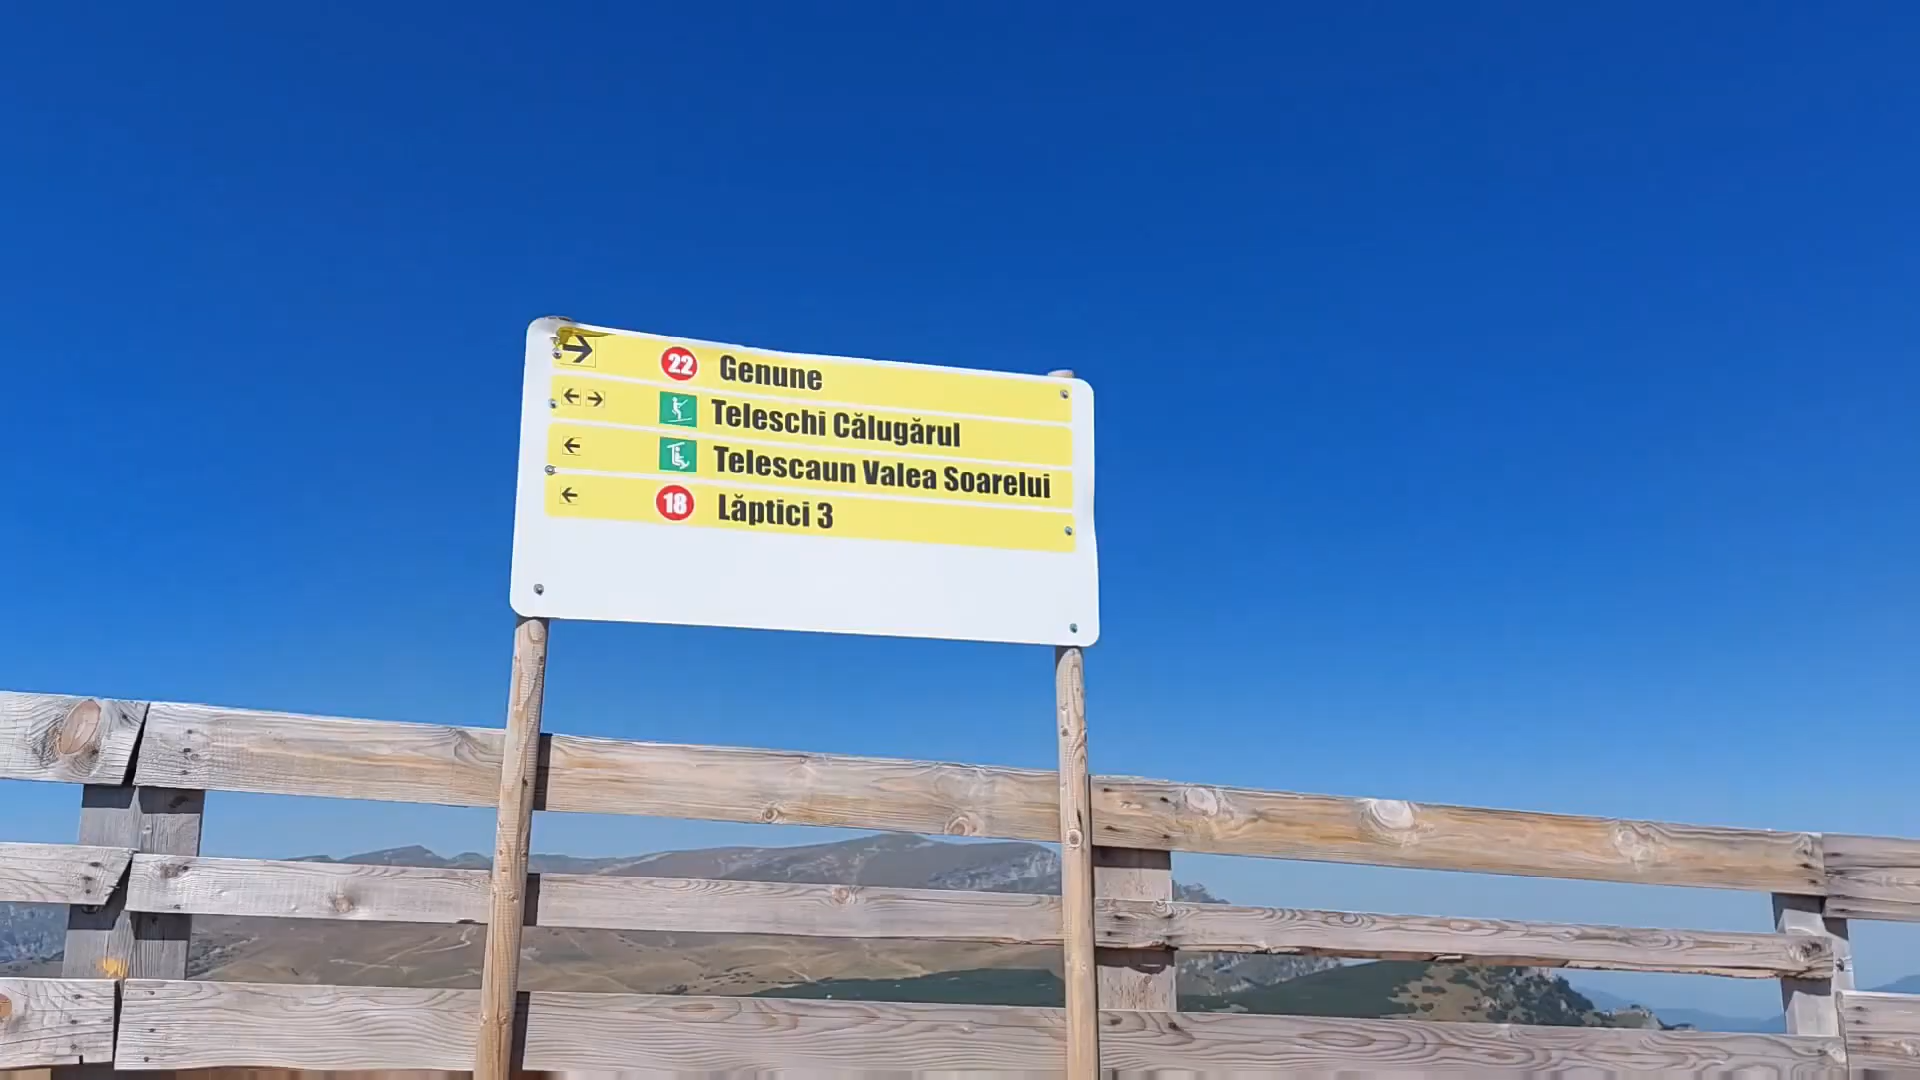 → 22 Genune
← → Teleschi Călugărul
← Telescaun Valea Soarelui
← 18 Lăptici 3